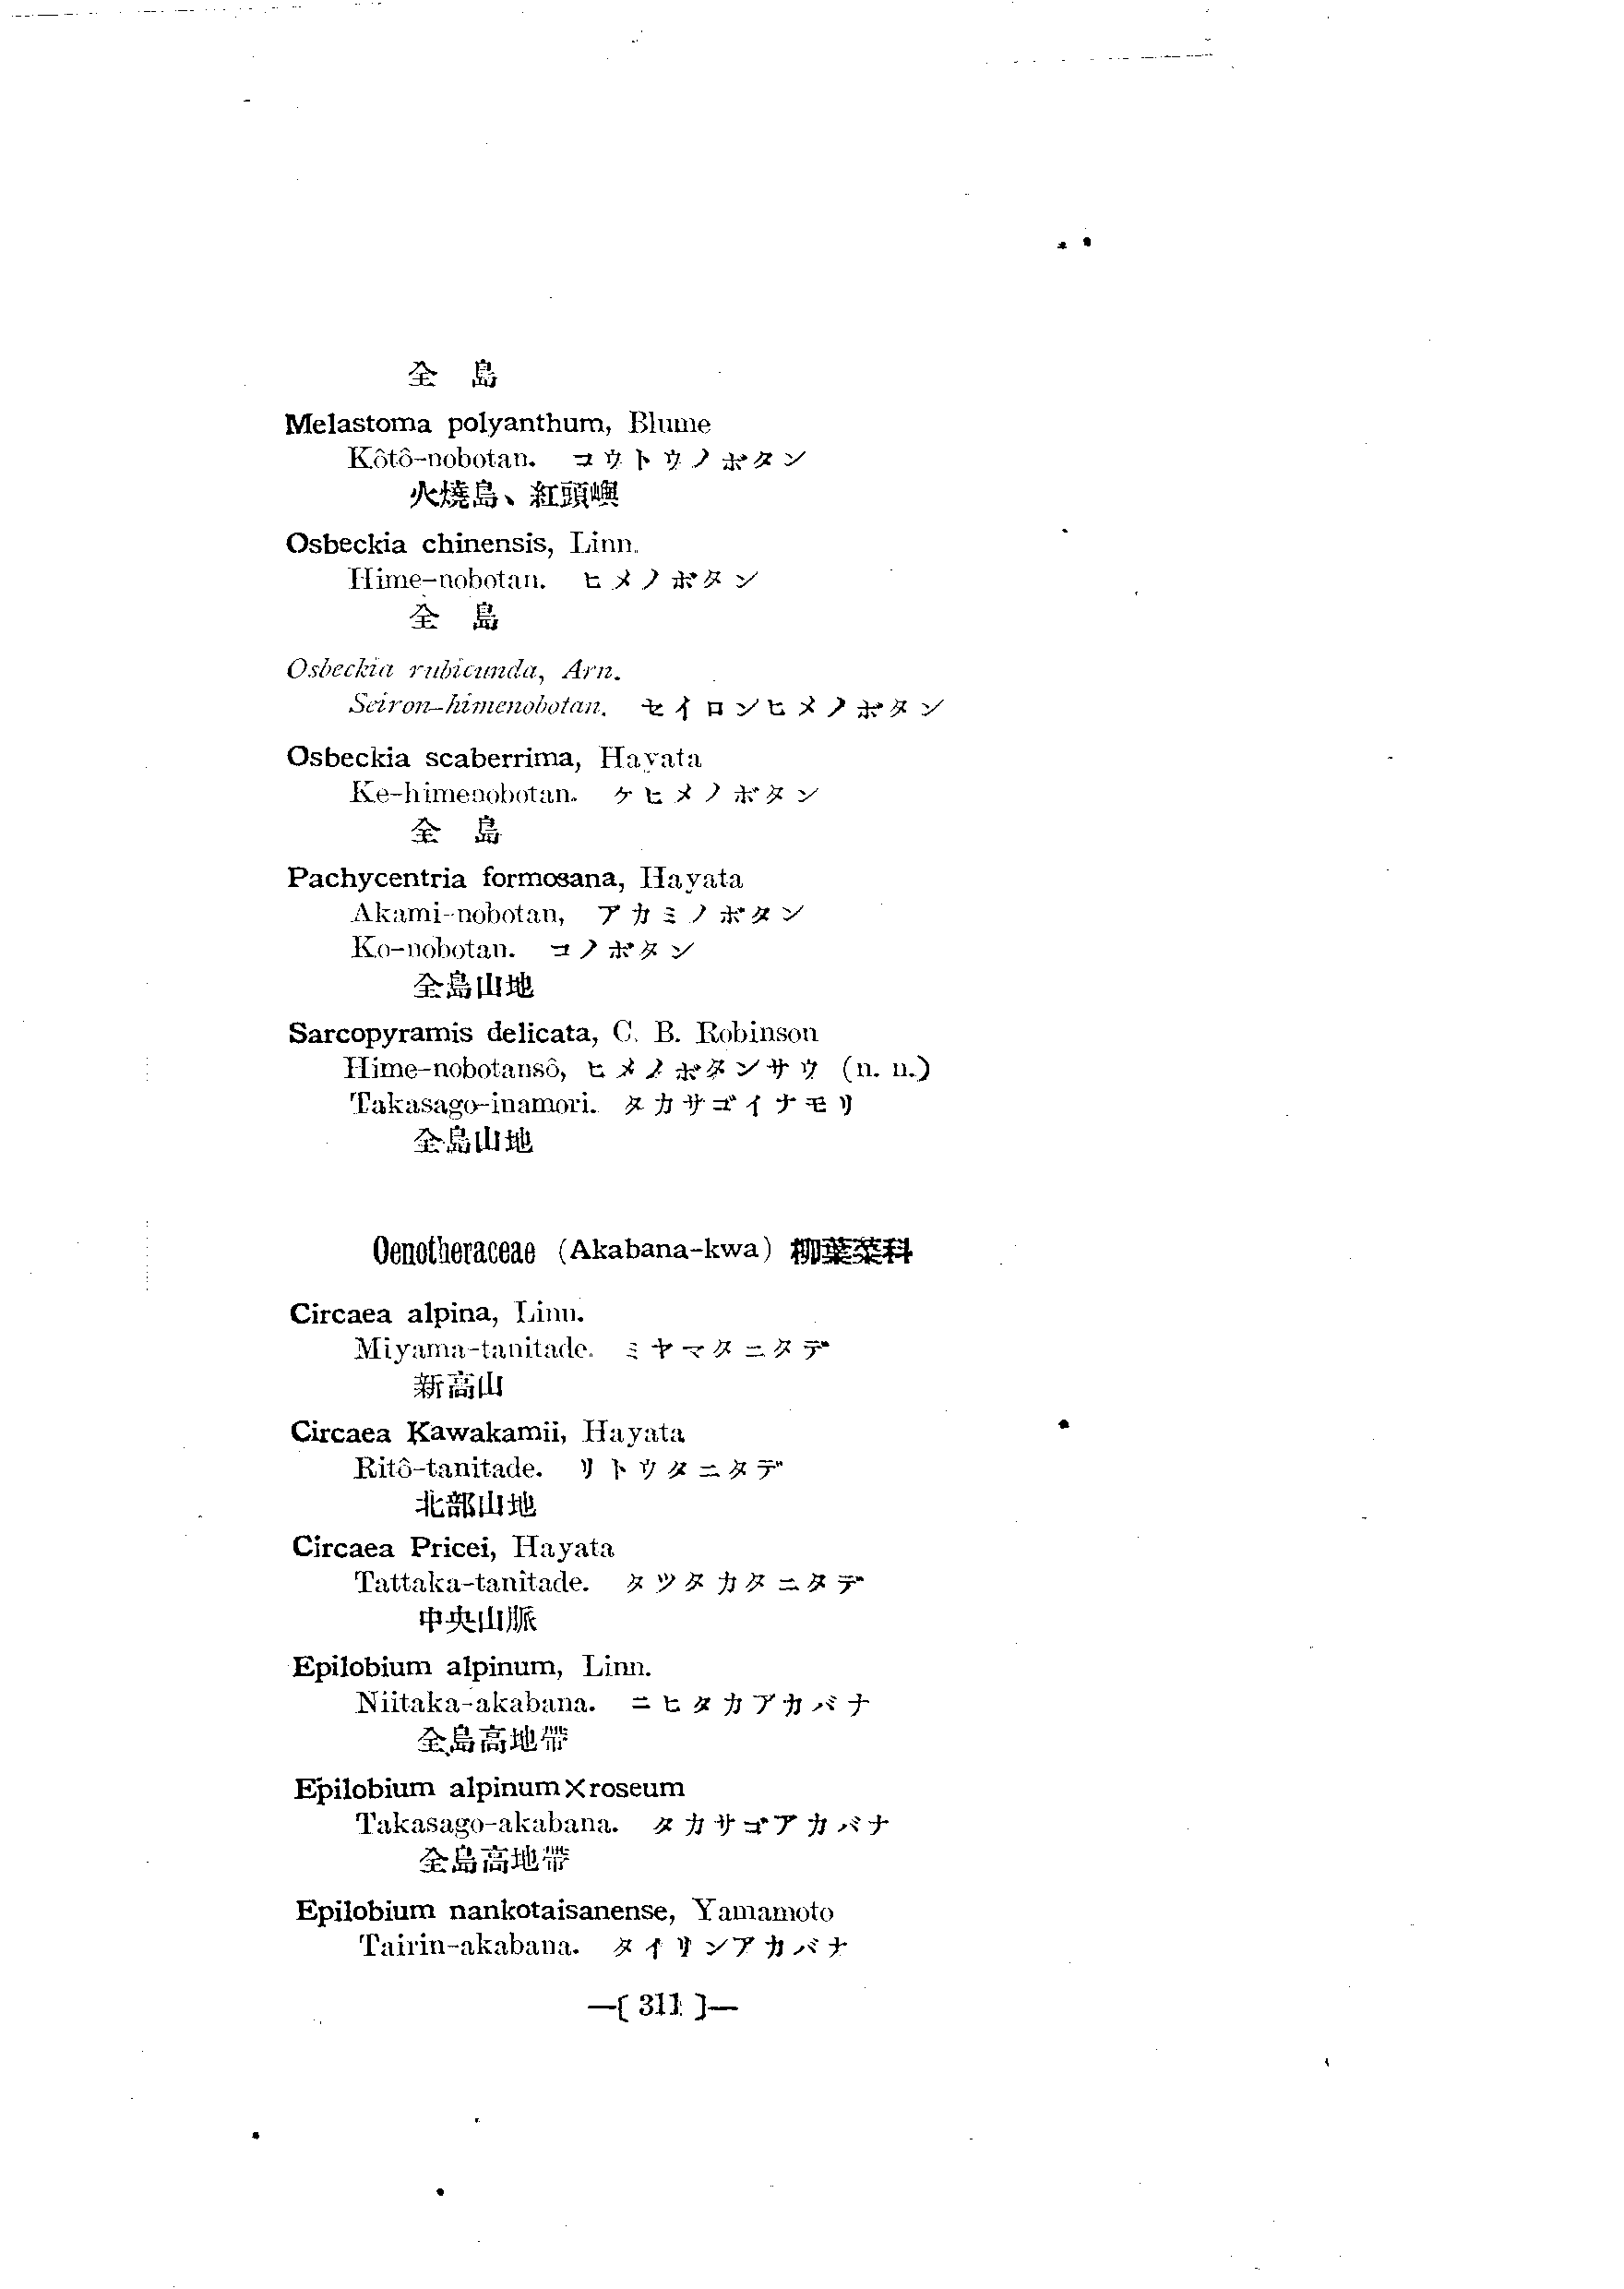 全島
Melastoma polyanthum, Blume
Kôtô-nobotan. コウトウノボタン
火燒島、紅頭嶼
Osbeckia chinensis, Linn.
Hime-nobotan. ヒメノボタン
全島
Osbeckia rubicunda, Arn.
Seiron-himenobotan. セイロンヒメノボタン
Osbeckia scaberrima, Hayata
Ke-himenobotan. ケヒメノボタン
全島
Pachycentria formosana, Hayata
Akami-nobotan, アカミノボタン
Ko-nobotan. コノボタン
全島山地
Sarcopyramis delicata, C. B. Robinson
Hime-nobotansô, ヒメノボタンサウ (n. n.)
Takasago-inamori. タカサゴイナモリ
全島山地
Oenotheraceae (Akabana-kwa) 柳葉菜科
Circaea alpina, Linn.
Miyama-tanitade. ミヤマタニタデ
新高山
Circaea Kawakamii, Hayata
Ritô-tanitade. リトウタニタデ
北部山地
Circaea Pricei, Hayata
Tattaka-tanitade. タツタカタニタデ
中央山脈
Epilobium alpinum, Linn.
Niitaka-akabana. ニヒタカアカバナ
全島高地帶
Epilobium alpinum×roseum
Takasago-akabana. タカサゴアカバナ
全島高地帶
Epilobium nankotaisanense, Yamamoto
Tairin-akabana. タイリンアカバナ
—[ 311 ]—